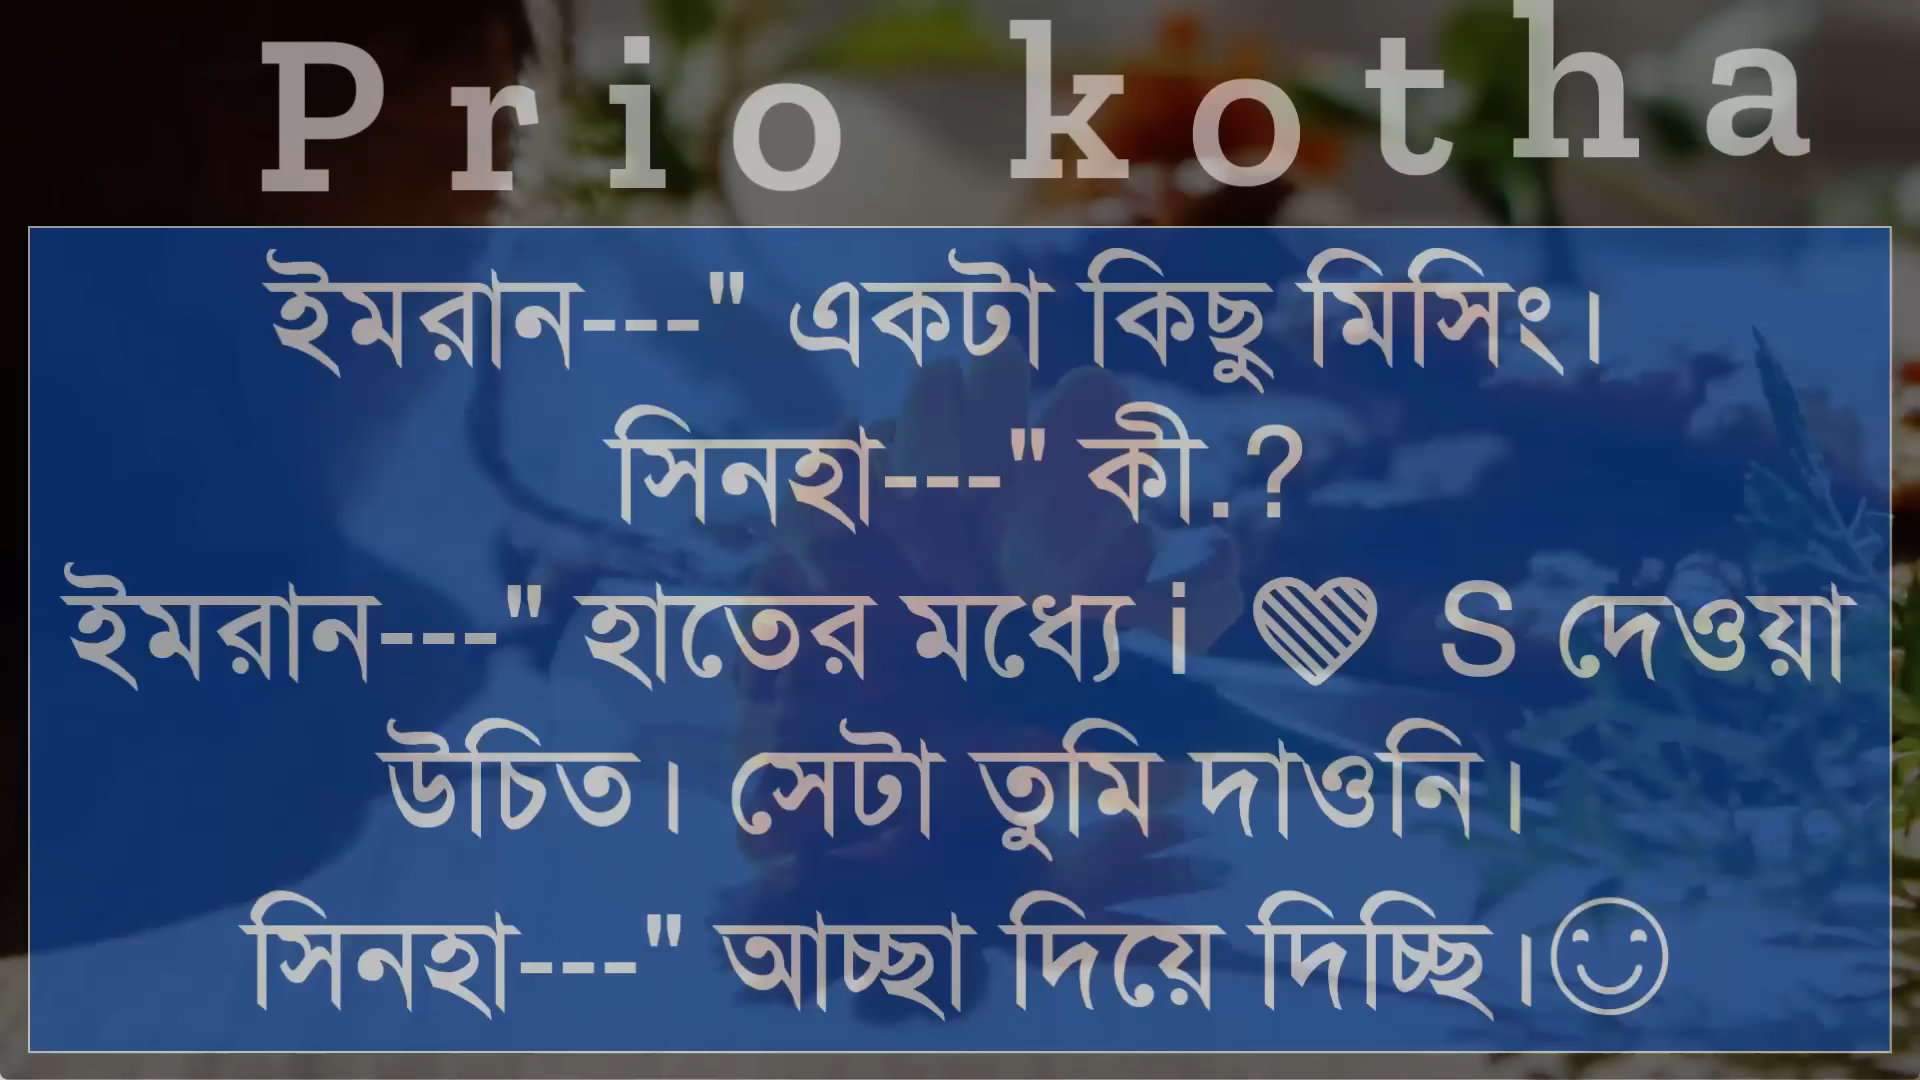 Prio kotha
ইমরান---" একটা কিছু মিসিং।
সিনহা---" কী.?
ইমরান---" হাতের মধ্যে i 💘 S দেওয়া
উচিত। সেটা তুমি দাওনি।
সিনহা---" আচ্ছা দিয়ে দিচ্ছি।☺